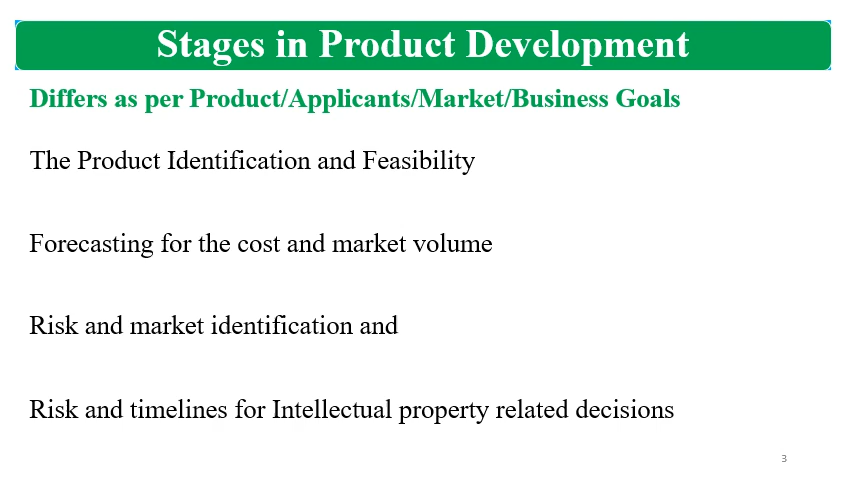 Stages in Product Development
Differs as per Product/Applicants/Market/Business Goals
The Product Identification and Feasibility
Forecasting for the cost and market volume
Risk and market identification and
Risk and timelines for Intellectual property related decisions
3